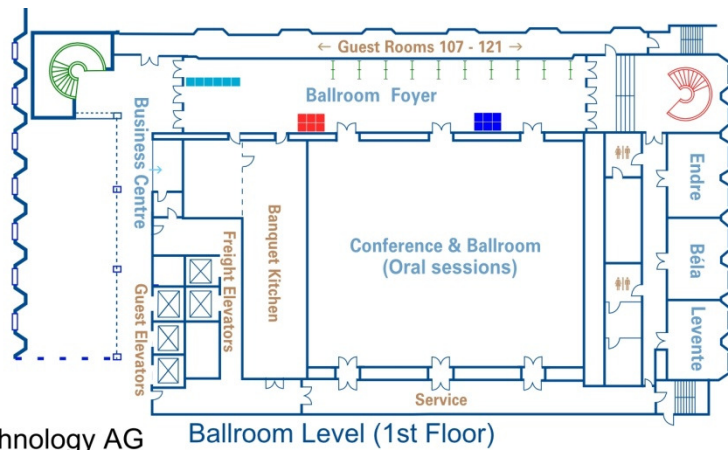 ← Guest Rooms 107 - 121 →
Ballroom Foyer
Business Centre
Endre
Banquet Kitchen
Freight Elevators
Conference & Ballroom
(Oral sessions)
Béla
Guest Elevators
Levente
Service
hnology AG
Ballroom Level (1st Floor)